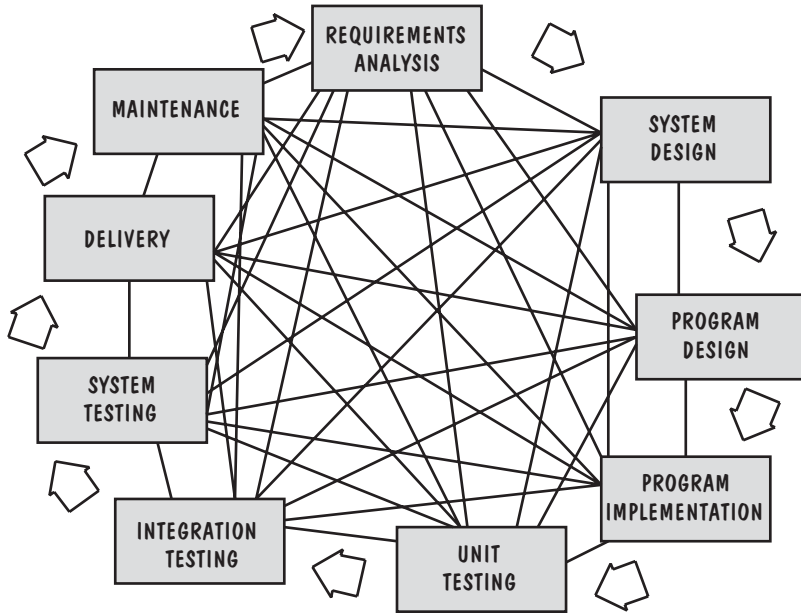 REQUIREMENTS
ANALYSIS
MAINTENANCE
SYSTEM
DESIGN
DELIVERY
PROGRAM
DESIGN
SYSTEM
TESTING
PROGRAM
IMPLEMENTATION
INTEGRATION
TESTING
UNIT
TESTING